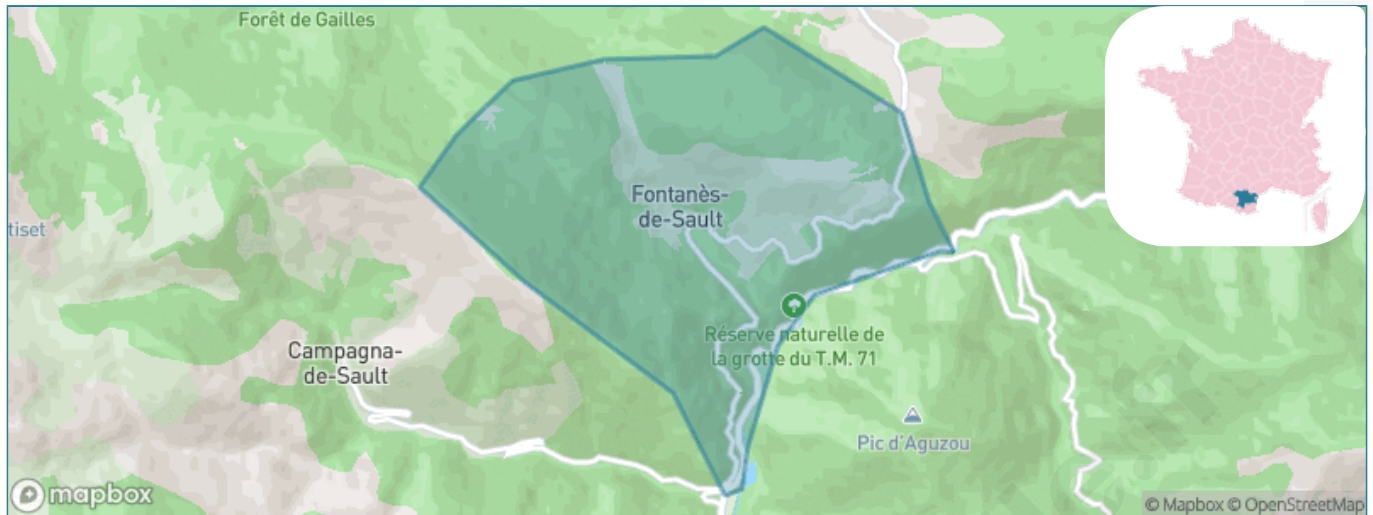 Forêt de Gailles
Fontanès-
de-Sault
tiset
Réserve naturelle de
la grotte du T.M. 71
Campagna-
de-Sault
Pic d'Aguzou
mapbox
© Mapbox © OpenStreetMap